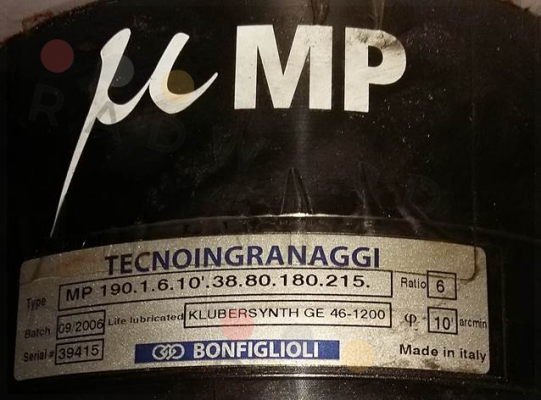 µ MP
TECNOINGRANAGGI
Type MP 190.1.6.10'.38.80.180.215. Ratio 6
Batch 09/2006 Life lubricated KLUBERSYNTH GE 46-1200 φ 10' arcmin
Serial# 39415 BONFIGLIOLI Made in italy